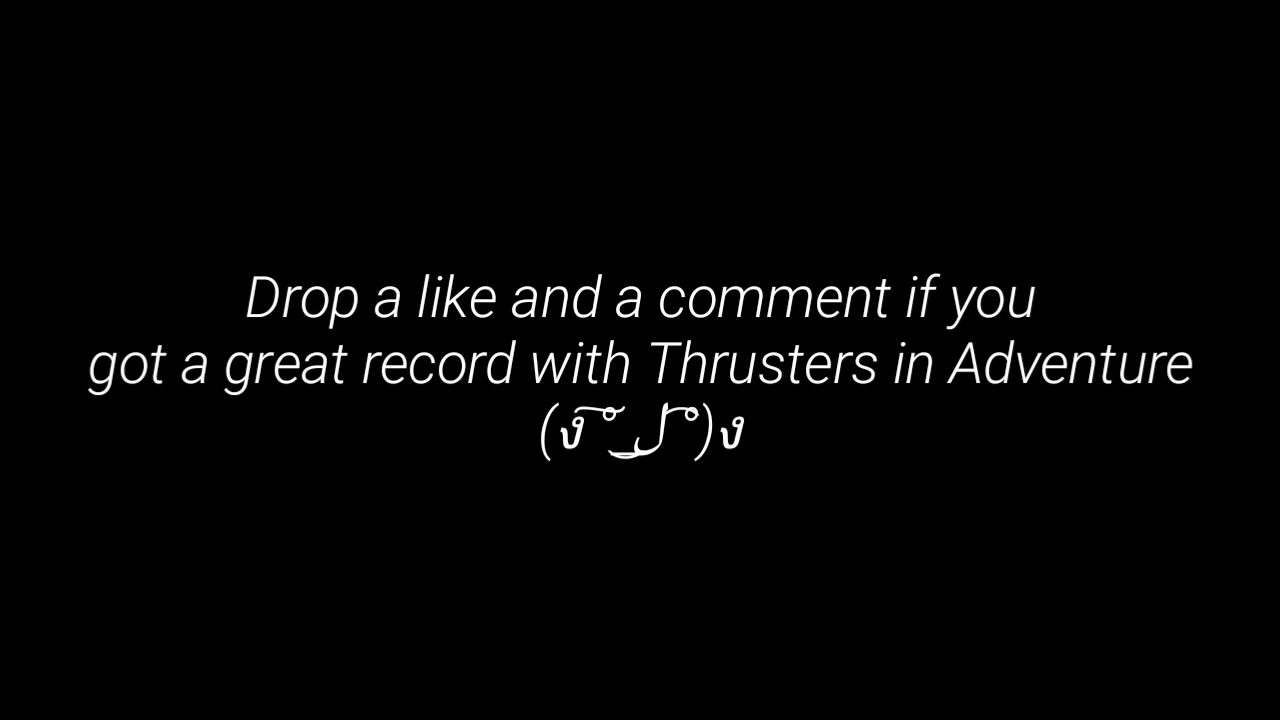 Drop a like and a comment if you
got a great record with Thrusters in Adventure
(ง ͠° ͟ل͜ ͡°)ง